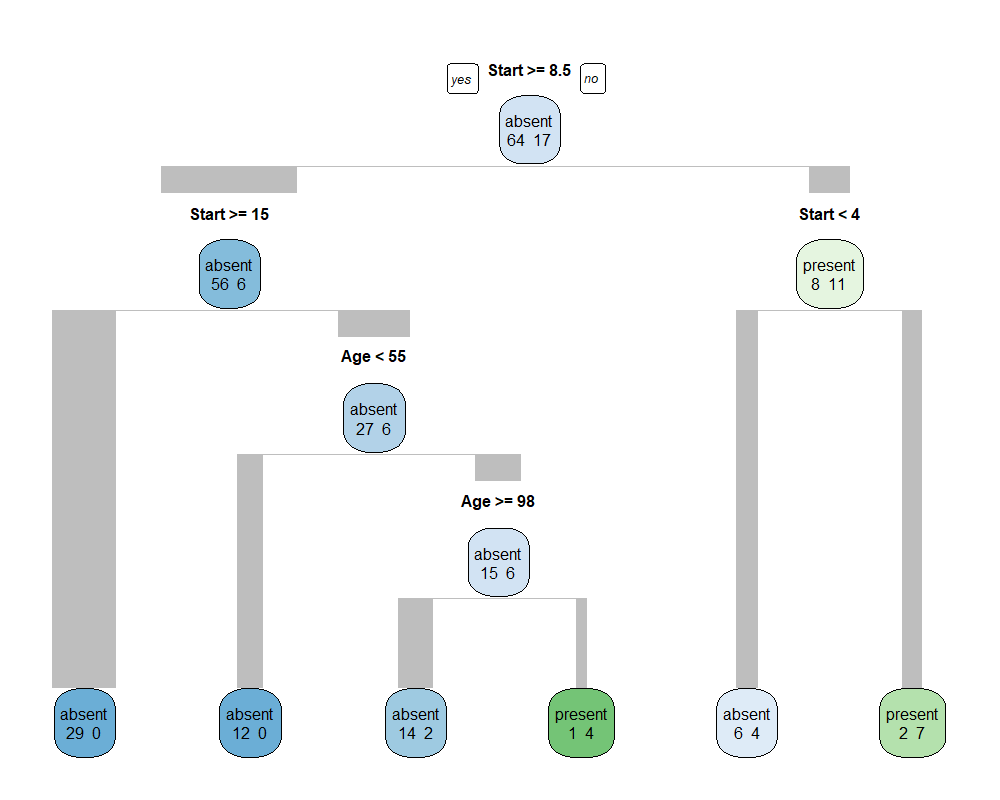 yes Start >= 8.5 no
absent
64 17
Start >= 15
Start < 4
absent
56 6
present
8 11
Age < 55
absent
27 6
Age >= 98
absent
15 6
absent
29 0
absent
12 0
absent
14 2
present
1 4
absent
6 4
present
2 7